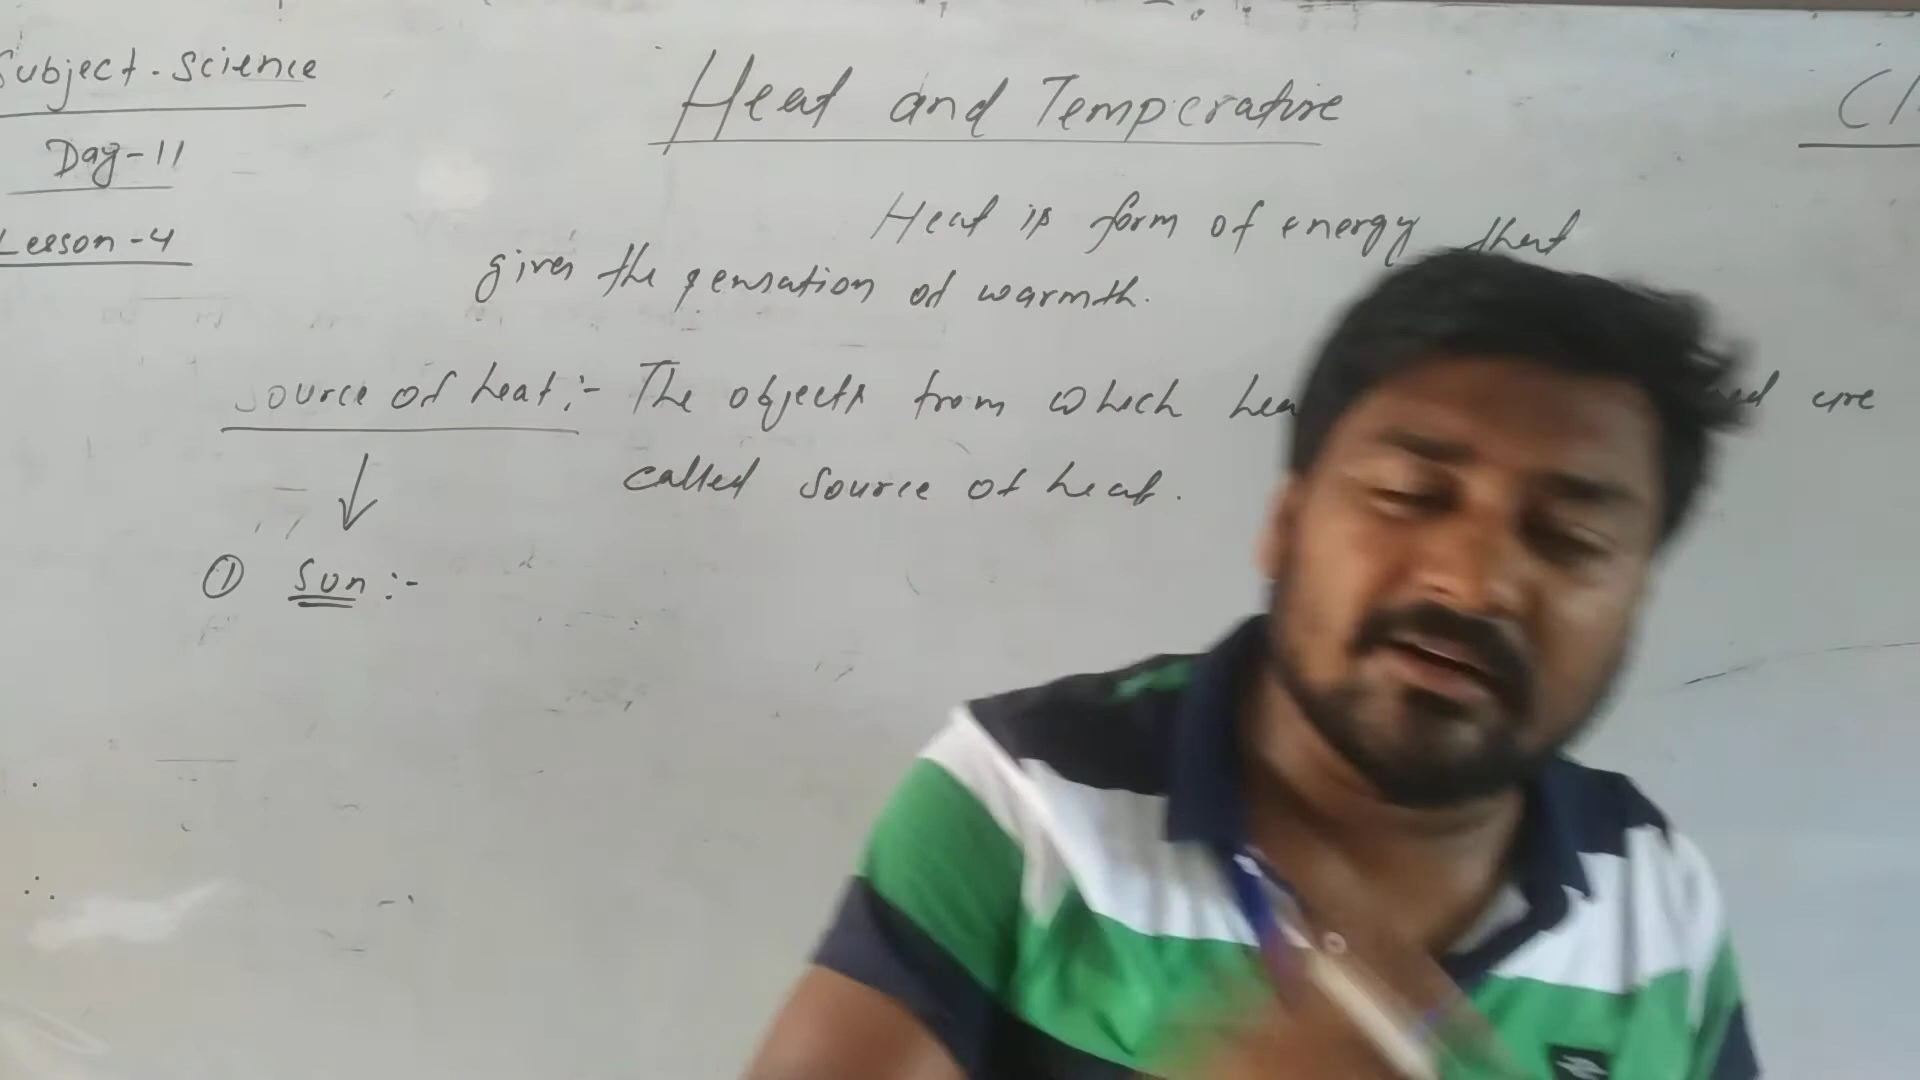 Subject - Science
Day-11
Lesson-4
Heat and Temperature
Heat is form of energy that
gives the sensation of warmth.
Source of heat :- The objects from which are
called source of heat.
① Sun :-